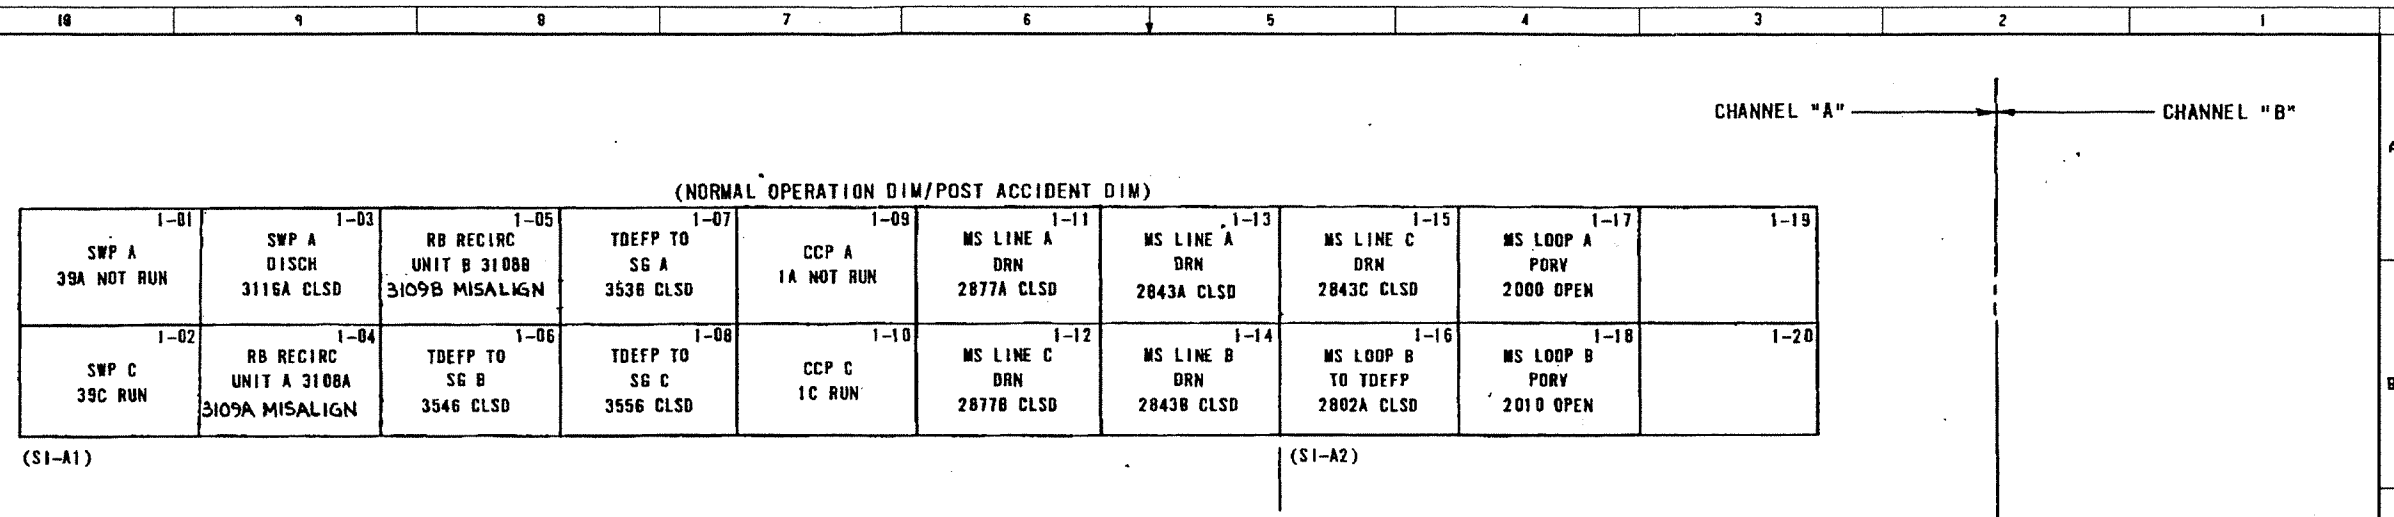 10 9 8 7 6 5 4 3 2 1
CHANNEL "A" CHANNEL "B"
A
(NORMAL OPERATION DIM/POST ACCIDENT DIM)
1-01
SWP A
39A NOT RUN
1-03
SWP A
DISCH
3116A CLSD
1-05
RB RECIRC
UNIT B 3108B
3109B MISALIGN
1-07
TDEFP TO
SG A
3536 CLSD
1-09
CCP A
1A NOT RUN
1-11
MS LINE A
DRN
2877A CLSD
1-13
MS LINE A
DRN
2843A CLSD
1-15
MS LINE C
DRN
2843C CLSD
1-17
MS LOOP A
PORV
2000 OPEN
1-19
1-02
SWP C
39C RUN
1-04
RB RECIRC
UNIT A 3108A
3109A MISALIGN
1-06
TDEFP TO
SG B
3546 CLSD
1-08
TDEFP TO
SG C
3556 CLSD
1-10
CCP C
1C RUN
1-12
MS LINE C
DRN
2877B CLSD
1-14
MS LINE B
DRN
2843B CLSD
1-16
MS LOOP B
TO TDEFP
2802A CLSD
1-18
MS LOOP B
PORV
2010 OPEN
1-20
B
(SI-A1) (SI-A2)